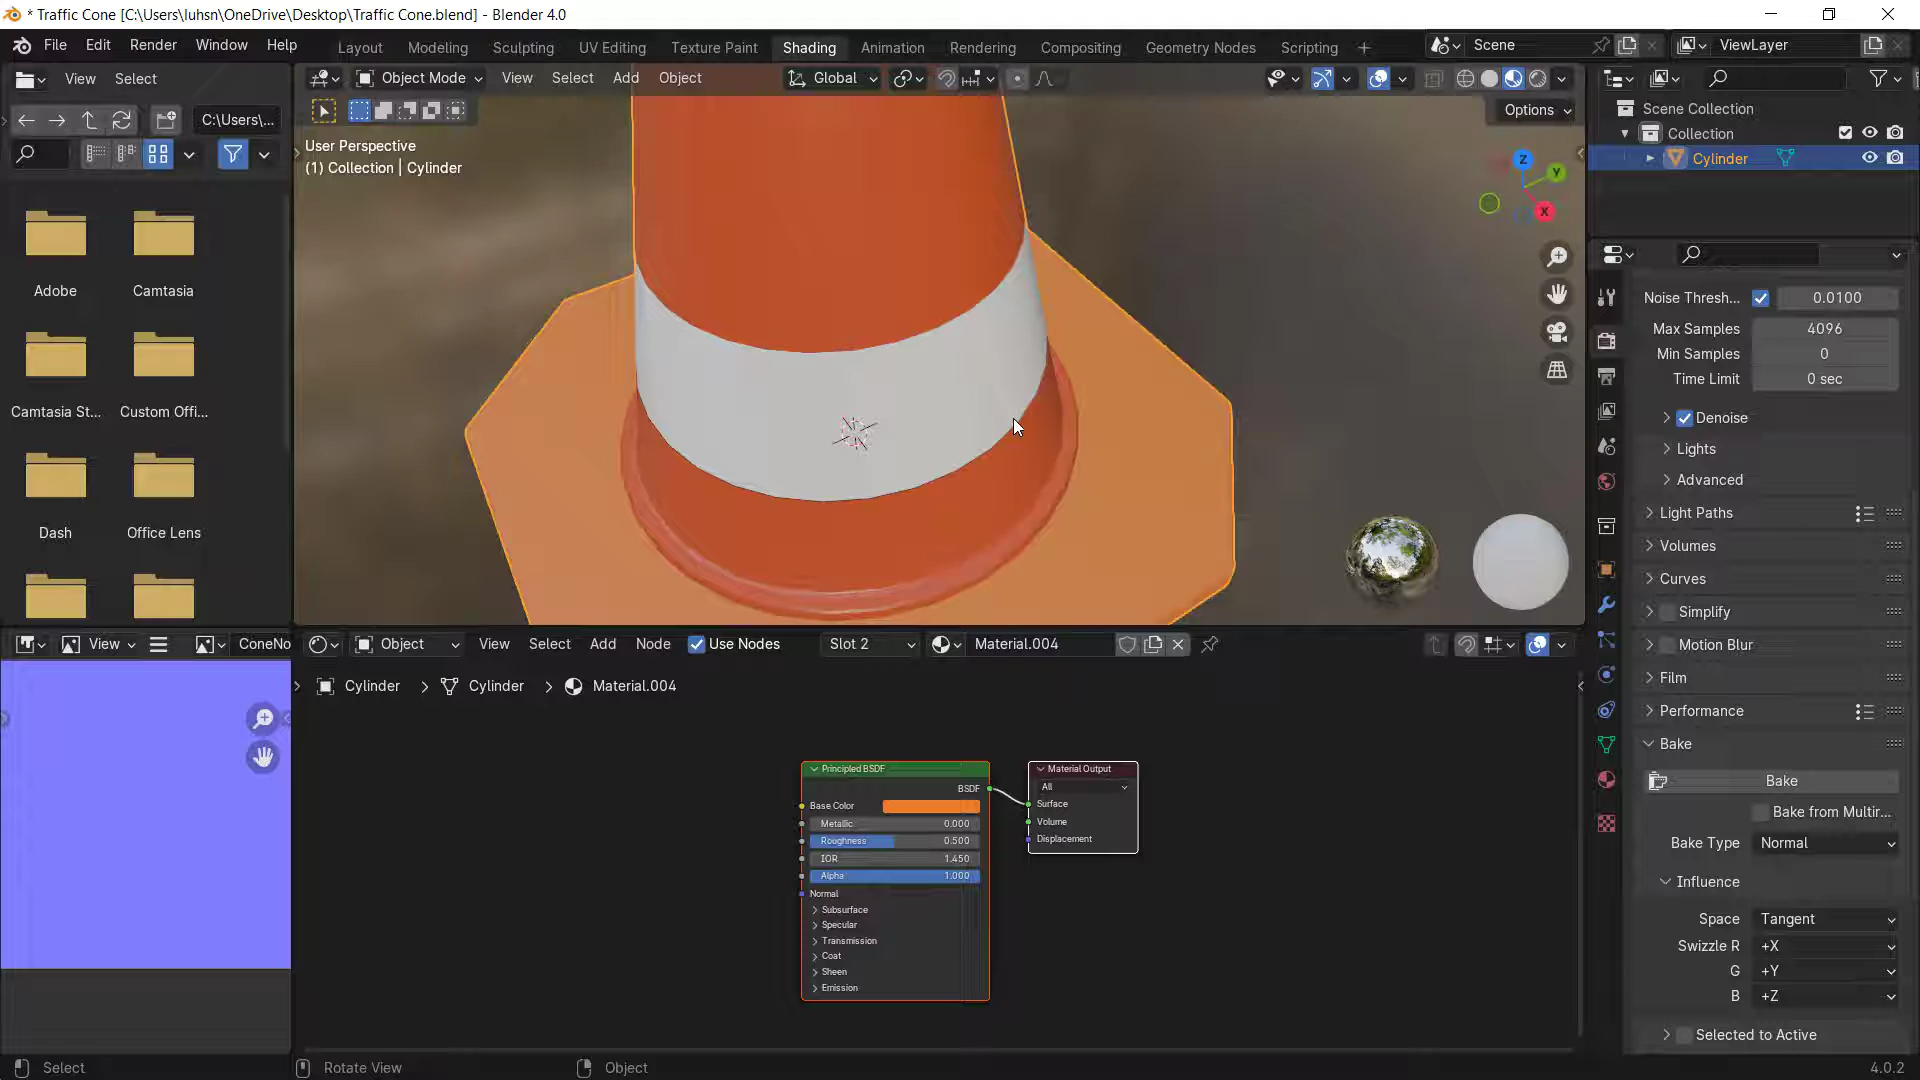 * Traffic Cone [C:\Users\luhsn\OneDrive\Desktop\Traffic Cone.blend] - Blender 4.0
File Edit Render Window Help
Layout Modeling Sculpting UV Editing Texture Paint Shading Animation Rendering Compositing Geometry Nodes Scripting +
Scene
ViewLayer
View Select
C:\Users\...
Object Mode View Select Add Object
Global
Options
User Perspective
(1) Collection | Cylinder
Z
Y
X
Scene Collection
Collection
Cylinder
Adobe
Camtasia
Camtasia St...
Custom Offi...
Dash
Office Lens
Noise Thresh...
0.0100
Max Samples
4096
Min Samples
0
Time Limit
0 sec
Denoise
Lights
Advanced
Light Paths
Volumes
Curves
Simplify
Motion Blur
Film
Performance
Bake
Bake
Bake from Multir...
Bake Type
Normal
Influence
Space
Tangent
Swizzle R
+X
G
+Y
B
+Z
Selected to Active
View
ConeNo
Object
View Select Add Node
Use Nodes
Slot 2
Material.004
Cylinder > Cylinder > Material.004
Principled BSDF
BSDF
Base Color
Metallic 0.000
Roughness 0.500
IOR 1.450
Alpha 1.000
Normal
Subsurface
Specular
Transmission
Coat
Sheen
Emission
Material Output
All
Surface
Volume
Displacement
Select
Rotate View
Object
4.0.2